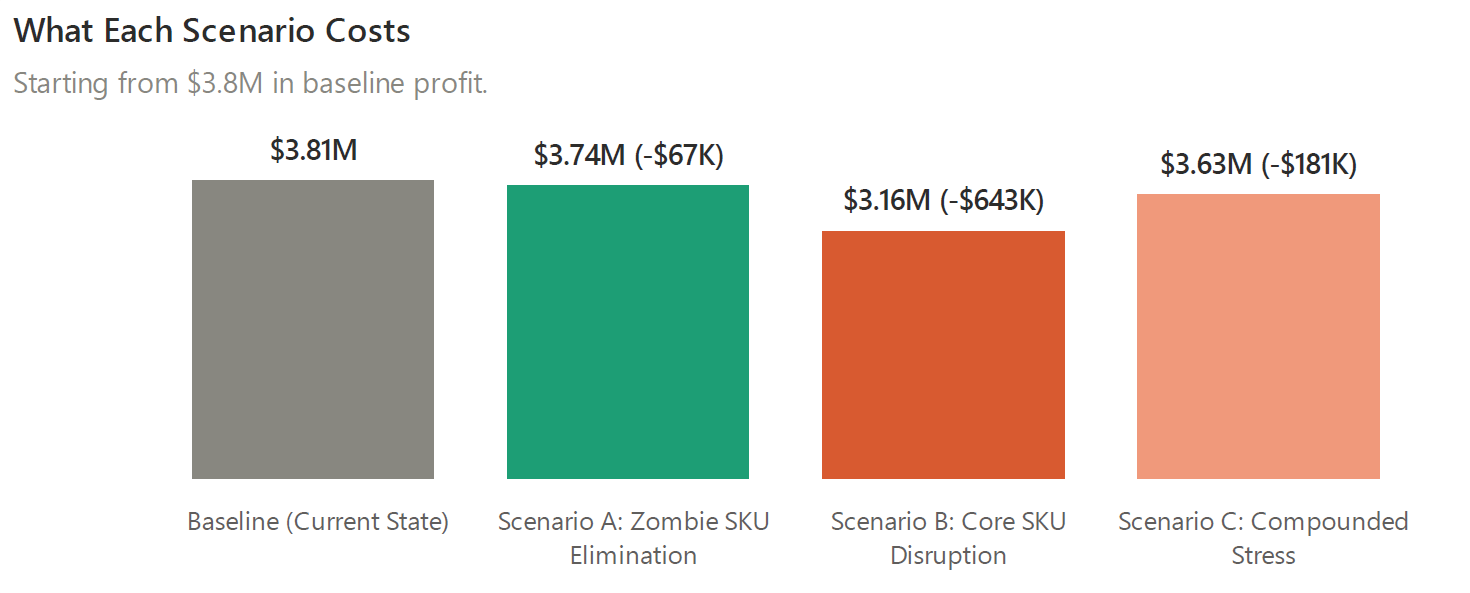 What Each Scenario Costs
Starting from $3.8M in baseline profit.
$3.81M
$3.74M (-$67K)
$3.16M (-$643K)
$3.63M (-$181K)
Baseline (Current State)
Scenario A: Zombie SKU
Elimination
Scenario B: Core SKU
Disruption
Scenario C: Compounded
Stress